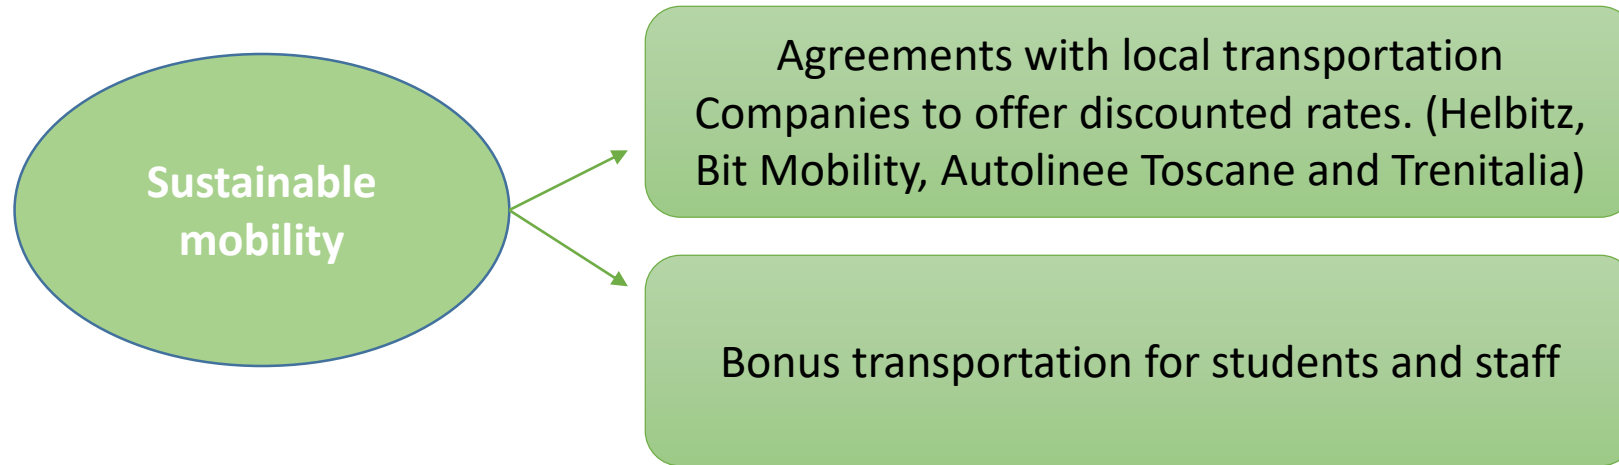 Sustainable
mobility
Agreements with local transportation
Companies to offer discounted rates. (Helbitz,
Bit Mobility, Autolinee Toscane and Trenitalia)
Bonus transportation for students and staff